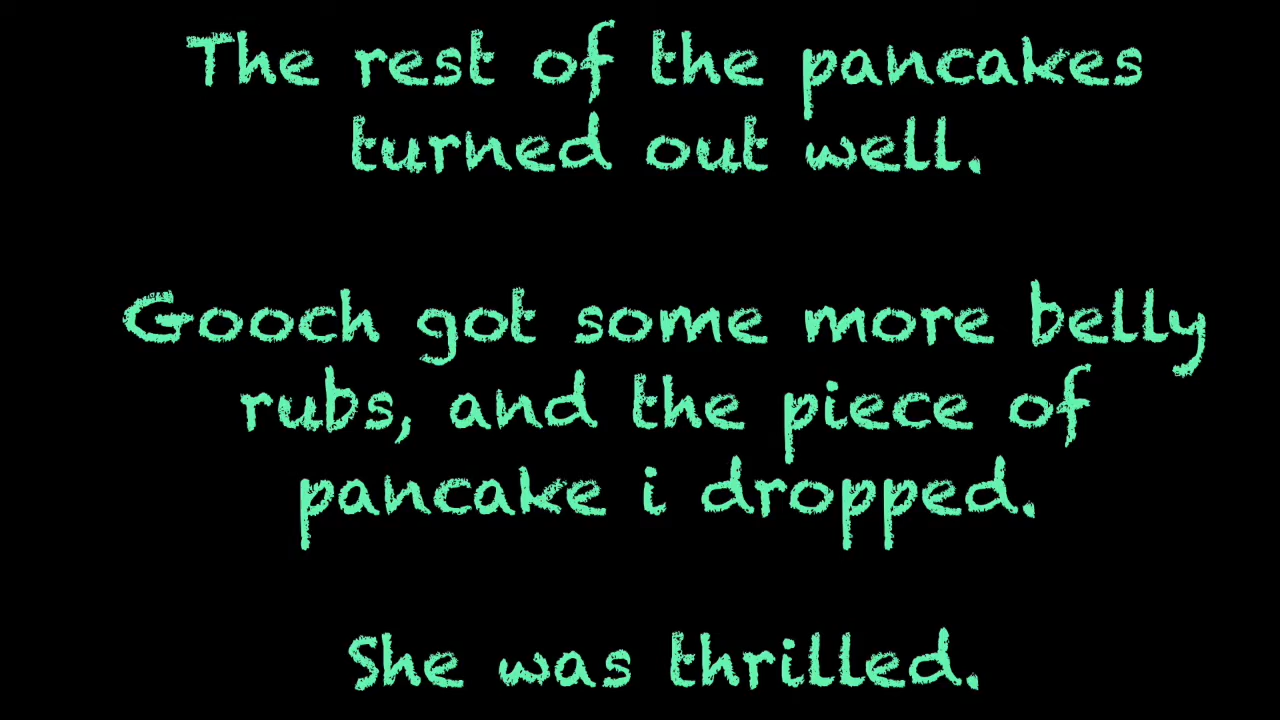 The rest of the pancakes
turned out well.
Gooch got some more belly
rubs, and the piece of
pancake i dropped.
She was thrilled.